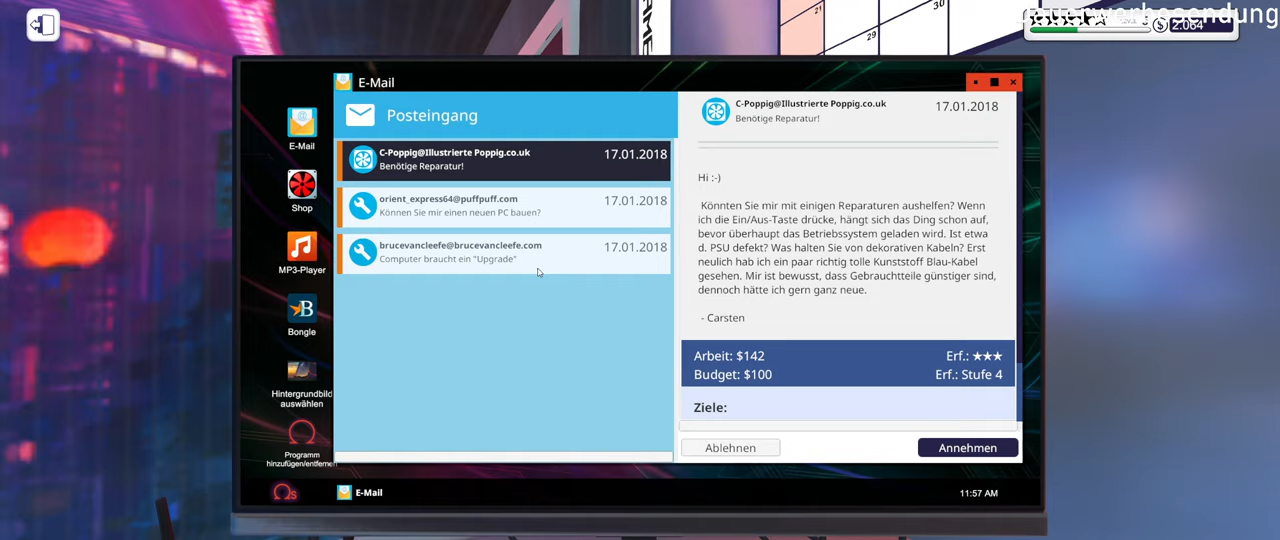 Dauerwerbesendung
21
30
29
2.064
E-Mail
Posteingang
C-Poppig@Illustrierte Poppig.co.uk
17.01.2018
Benötige Reparatur!
orient_express64@puffpuff.com
17.01.2018
Können Sie mir einen neuen PC bauen?
brucevancleefe@brucevancleefe.com
17.01.2018
Computer braucht ein "Upgrade"
C-Poppig@Illustrierte Poppig.co.uk
17.01.2018
Benötige Reparatur!
Hi :-)
Könnten Sie mir mit einigen Reparaturen aushelfen? Wenn
ich die Ein/Aus-Taste drücke, hängt sich das Ding schon auf,
bevor überhaupt das Betriebssystem geladen wird. Ist etwa
d. PSU defekt? Was halten Sie von dekorativen Kabeln? Erst
neulich hab ich ein paar richtig tolle Kunststoff Blau-Kabel
gesehen. Mir ist bewusst, dass Gebrauchtteile günstiger sind,
dennoch hätte ich gern ganz neue.
- Carsten
Arbeit: $142
Erf.: ★★★
Budget: $100
Erf.: Stufe 4
Ziele:
Ablehnen
Annehmen
E-Mail
Shop
MP3-Player
Bongle
Hintergrundbild
auswählen
Programm
hinzufügen/entfernen
E-Mail
11:57 AM